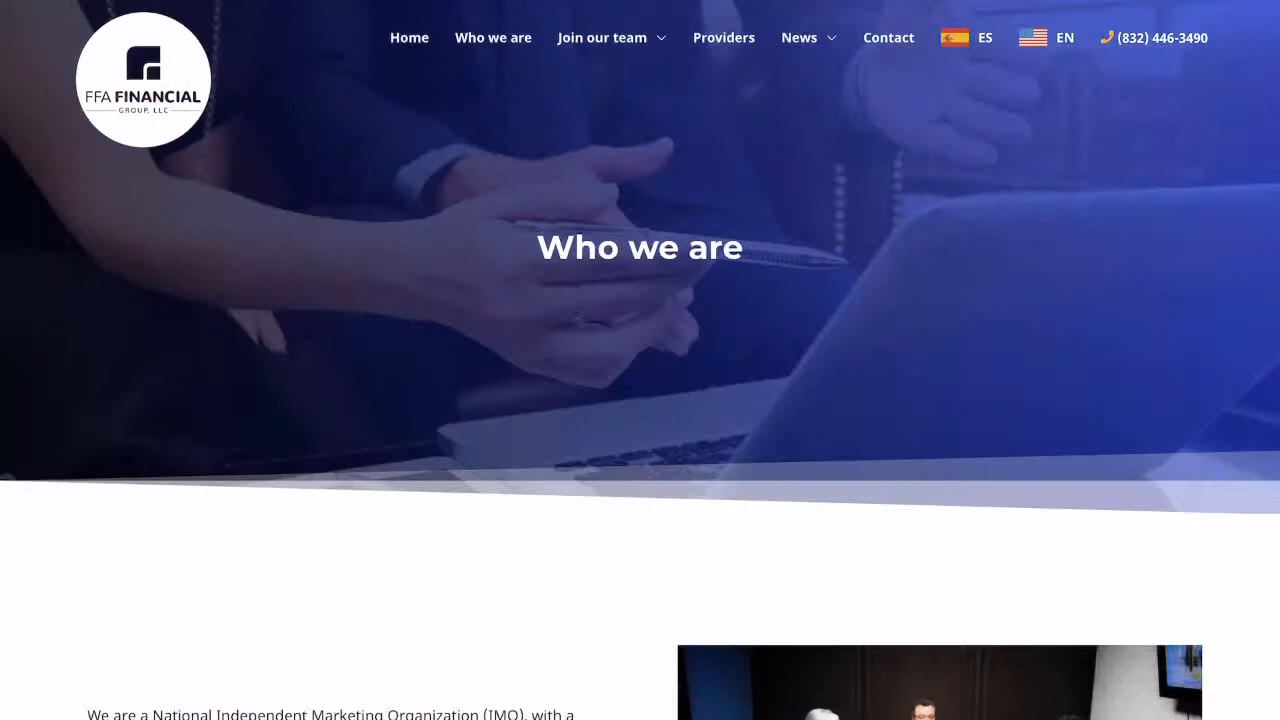 Home Who we are Join our team Providers News Contact ES EN (832) 446-3490
FFA FINANCIAL
GROUP, LLC
Who we are
We are a National Independent Marketing Organization (IMO), with a